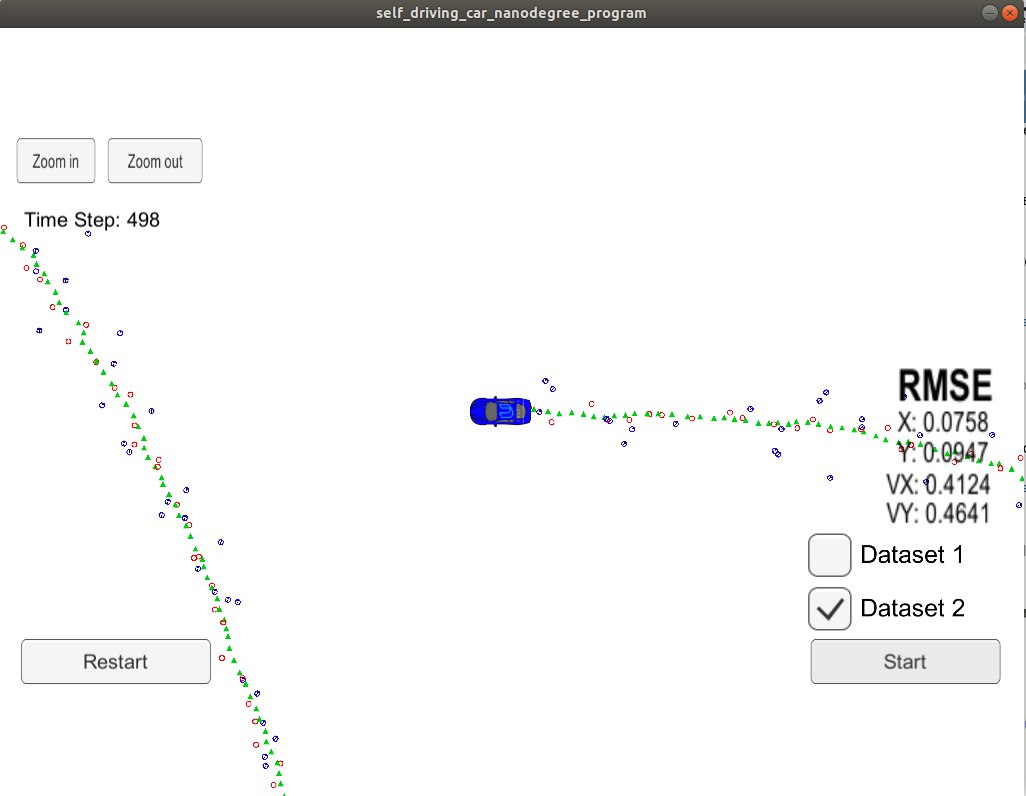 self_driving_car_nanodegree_program
Zoom in
Zoom out
Time Step: 498
RMSE
X: 0.0758
Y: 0.0947
VX: 0.4124
VY: 0.4641
Dataset 1
Dataset 2
Restart
Start